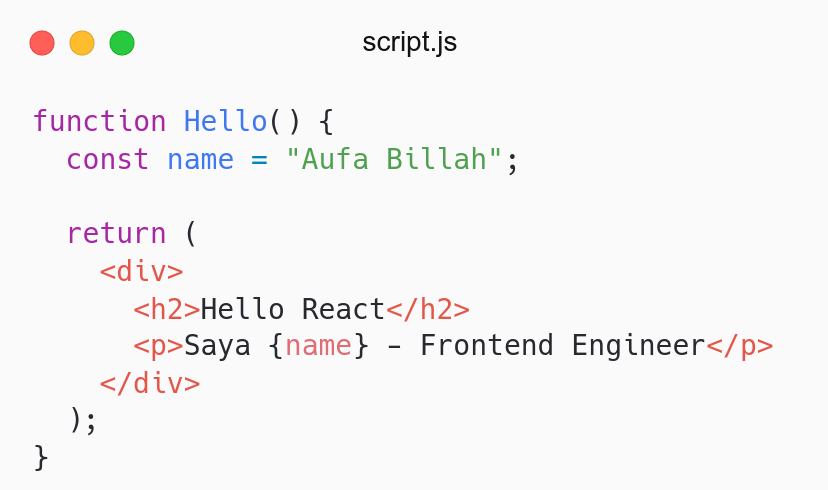 script.js
function Hello() {
  const name = "Aufa Billah";
  return (
    <div>
      <h2>Hello React</h2>
      <p>Saya {name} - Frontend Engineer</p>
    </div>
  );
}